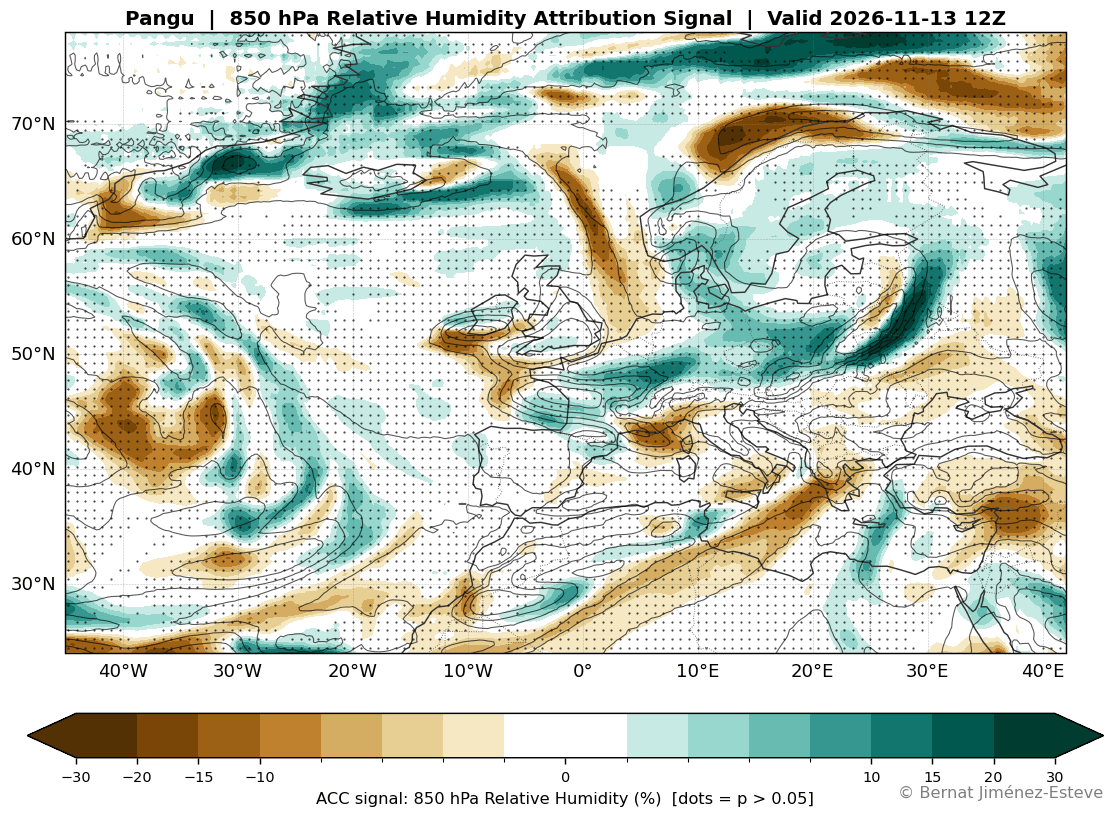 Pangu | 850 hPa Relative Humidity Attribution Signal | Valid 2026-11-13 12Z
70°N
60°N
50°N
40°N
30°N
40°W 30°W 20°W 10°W 0° 10°E 20°E 30°E 40°E
−30 −20 −15 −10 0 10 15 20 30
ACC signal: 850 hPa Relative Humidity (%) [dots = p > 0.05]
© Bernat Jiménez-Esteve